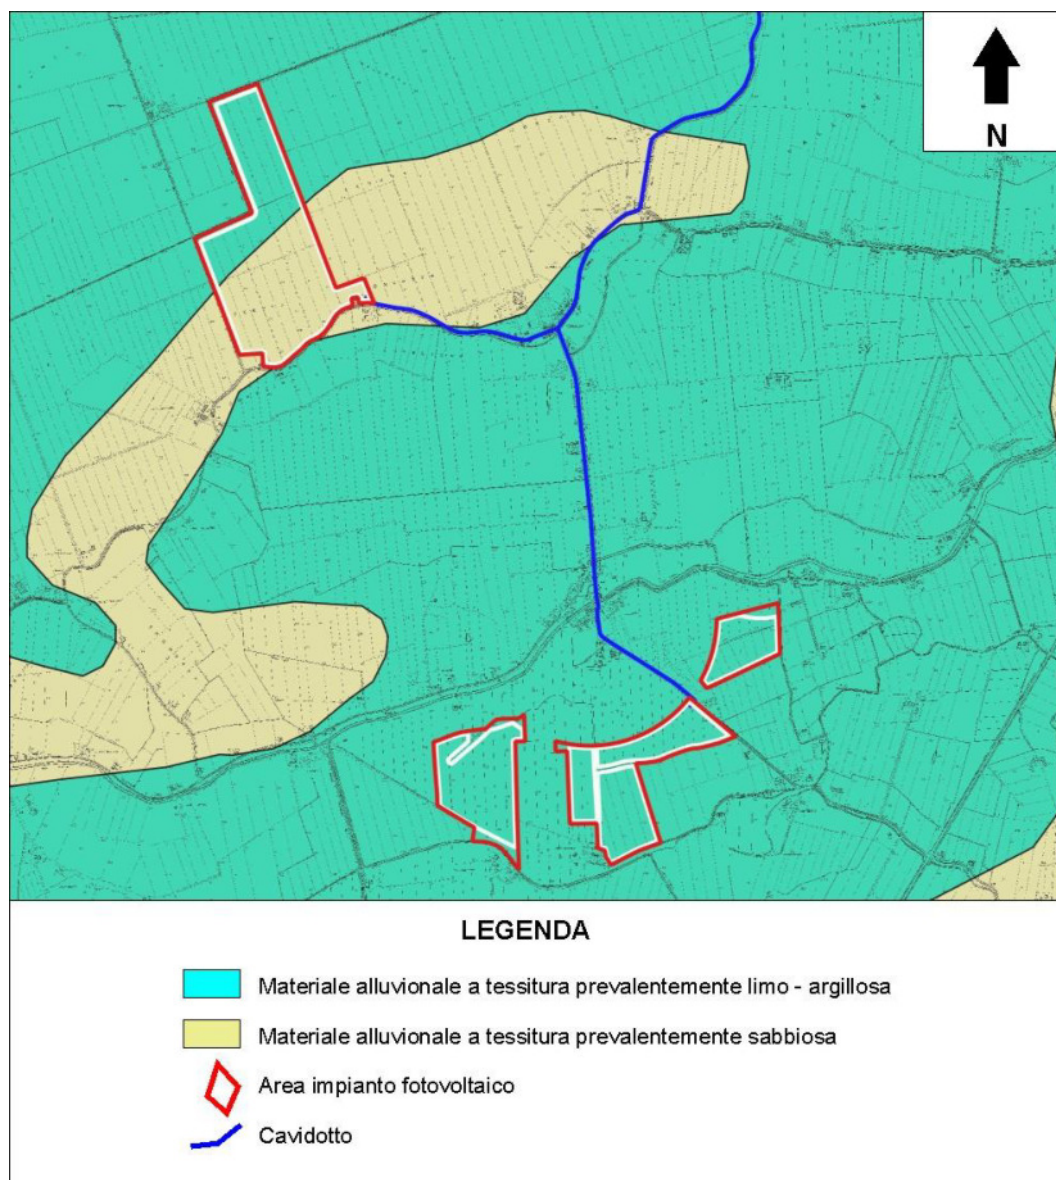 N
LEGENDA
Materiale alluvionale a tessitura prevalentemente limo - argillosa
Materiale alluvionale a tessitura prevalentemente sabbiosa
Area impianto fotovoltaico
Cavidotto